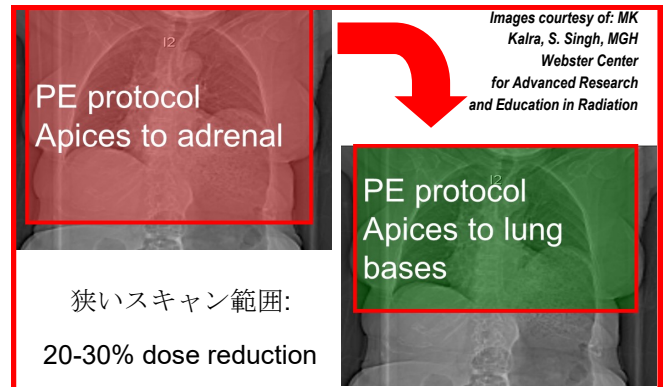 I2
PE protocol
Apices to adrenal
Images courtesy of: MK
Kalra, S. Singh, MGH
Webster Center
for Advanced Research
and Education in Radiation
I2
PE protocol
Apices to lung
bases
狭いスキャン範囲:
20-30% dose reduction